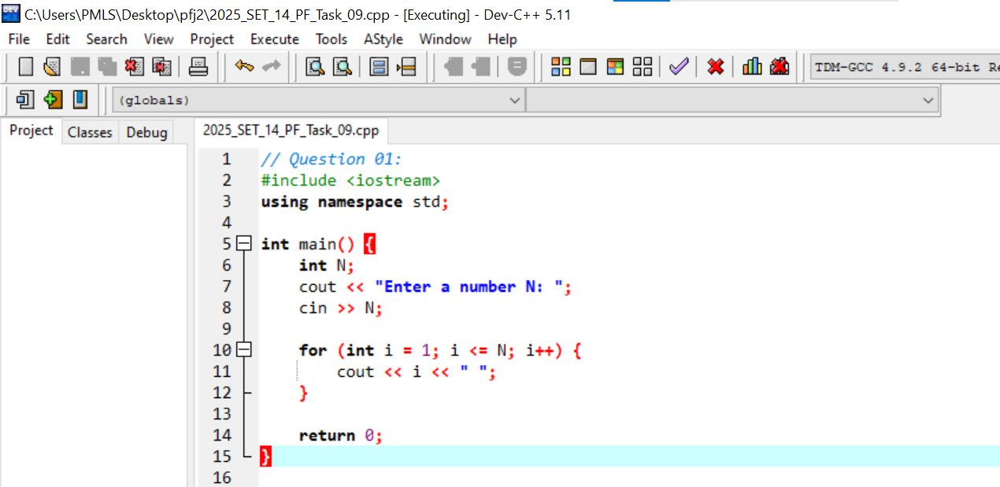 C:\Users\PMLS\Desktop\pfj2\2025_SET_14_PF_Task_09.cpp - [Executing] - Dev-C++ 5.11
File Edit Search View Project Execute Tools AStyle Window Help
TDM-GCC 4.9.2 64-bit Re
(globals)
Project Classes Debug 2025_SET_14_PF_Task_09.cpp
1 // Question 01:
2 #include <iostream>
3 using namespace std;
4
5 int main() {
6     int N;
7     cout << "Enter a number N: ";
8     cin >> N;
9
10     for (int i = 1; i <= N; i++) {
11         cout << i << " ";
12     }
13
14     return 0;
15 }
16